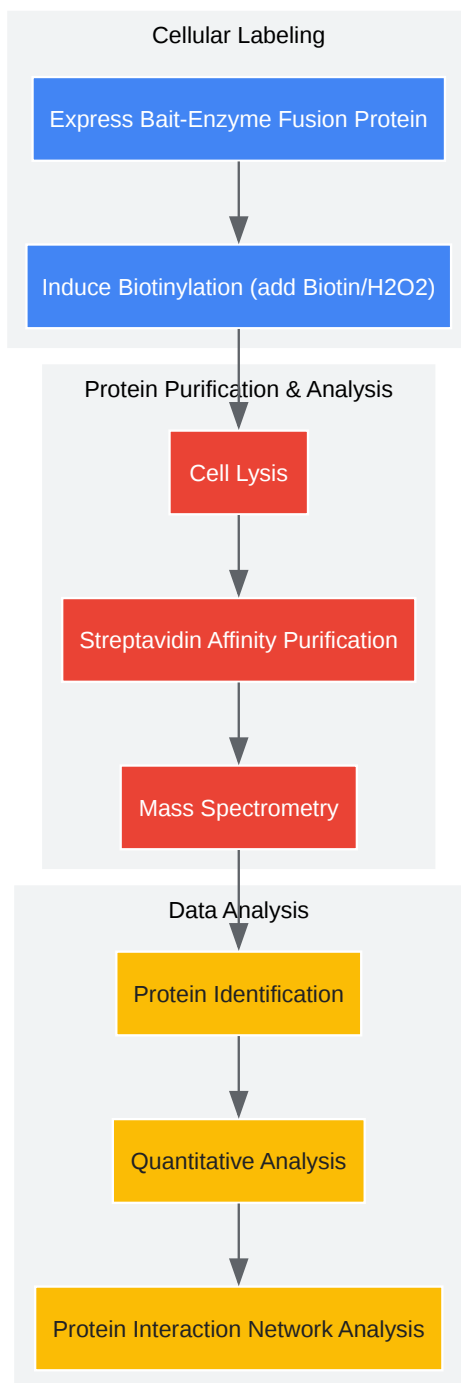 Cellular Labeling
Express Bait-Enzyme Fusion Protein
Induce Biotinylation (add Biotin/H2O2)
Protein Purification & Analysis
Cell Lysis
Streptavidin Affinity Purification
Mass Spectrometry
Data Analysis
Protein Identification
Quantitative Analysis
Protein Interaction Network Analysis